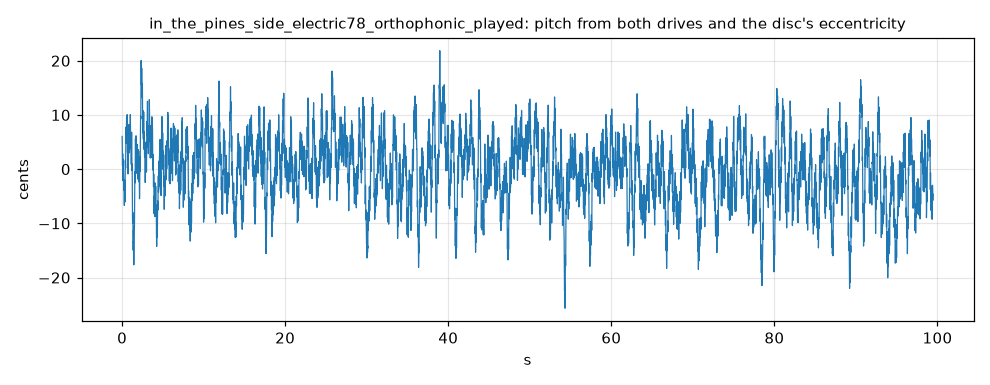 in_the_pines_side_electric78_orthophonic_played: pitch from both drives and the disc's eccentricity
20
10
0
−10
−20
cents
0 20 40 60 80 100
s